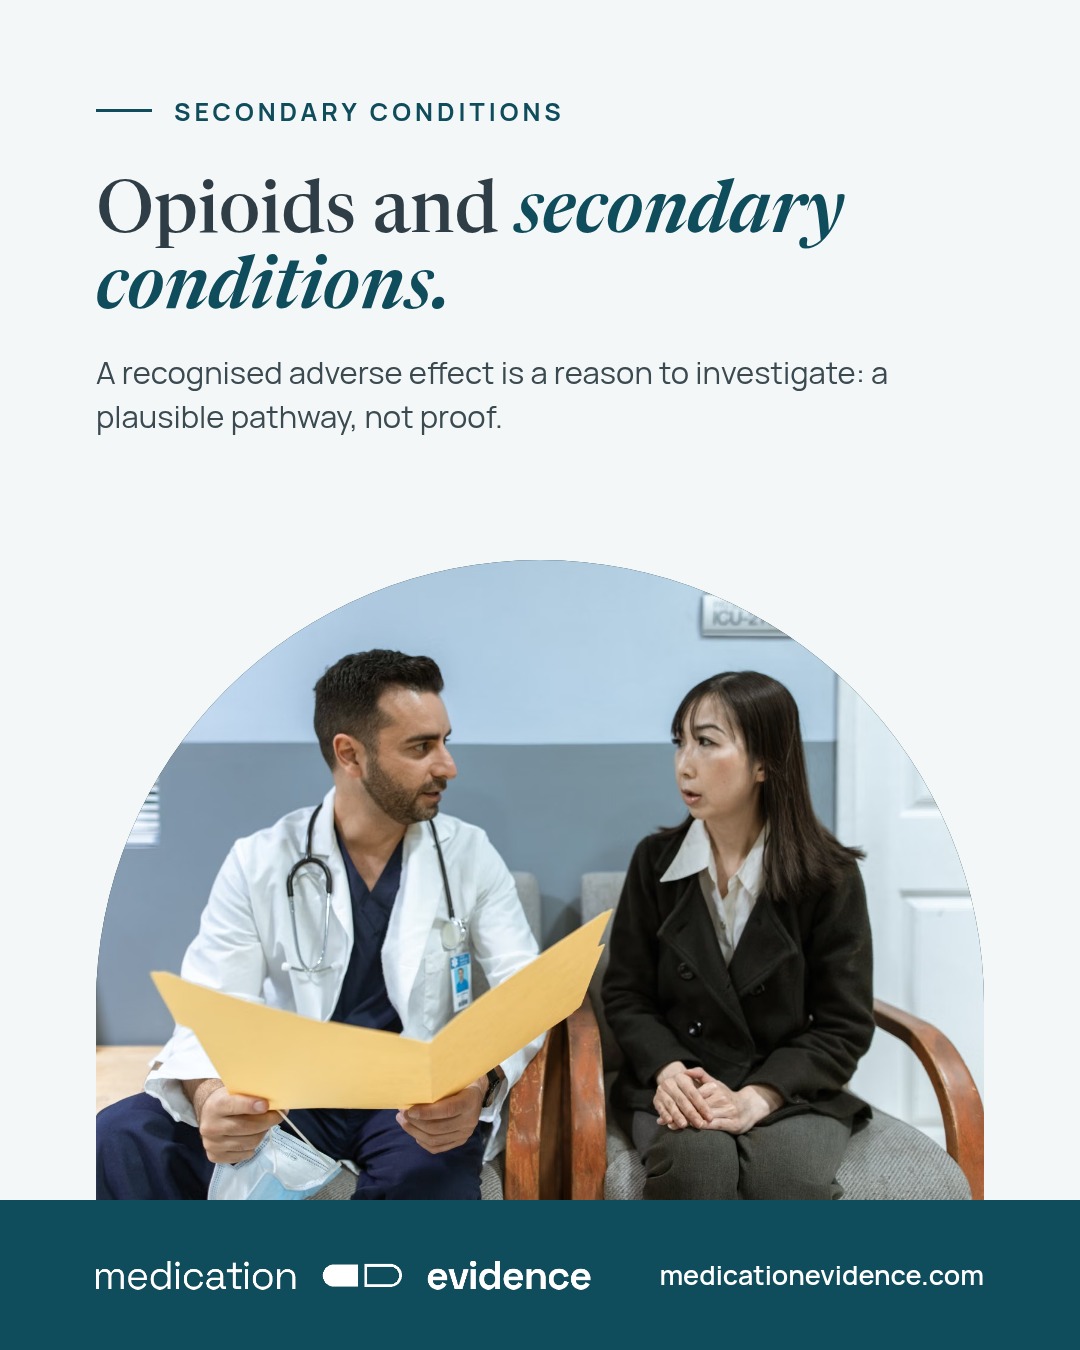 SECONDARY CONDITIONS
Opioids and secondary
conditions.
A recognised adverse effect is a reason to investigate: a
plausible pathway, not proof.
medication evidence
medicationevidence.com